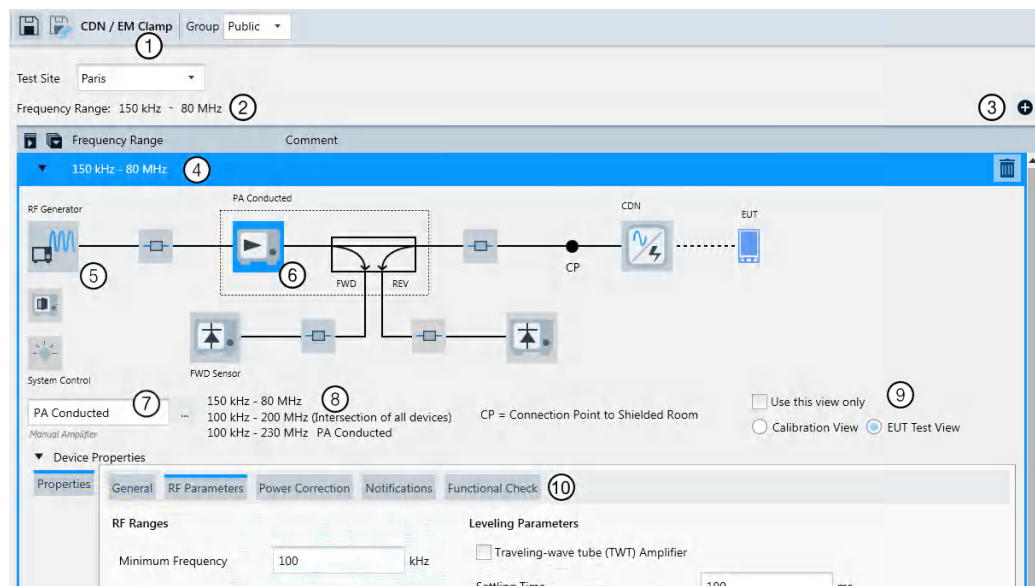 CDN / EM Clamp Group Public
1
Test Site Paris
Frequency Range: 150 kHz - 80 MHz 2 3
Frequency Range Comment
150 kHz - 80 MHz 4
RF Generator PA Conducted CDN EUT
5 6 FWD REV CP
FWD Sensor
System Control
PA Conducted 7 ...
Manual Amplifier
150 kHz - 80 MHz 8
100 kHz - 200 MHz (Intersection of all devices)
100 kHz - 230 MHz PA Conducted
CP = Connection Point to Shielded Room
Use this view only 9
Calibration View EUT Test View
Device Properties
Properties General RF Parameters Power Correction Notifications Functional Check 10
RF Ranges Leveling Parameters
Traveling-wave tube (TWT) Amplifier
Minimum Frequency 100 kHz
Settling Time 100 ms